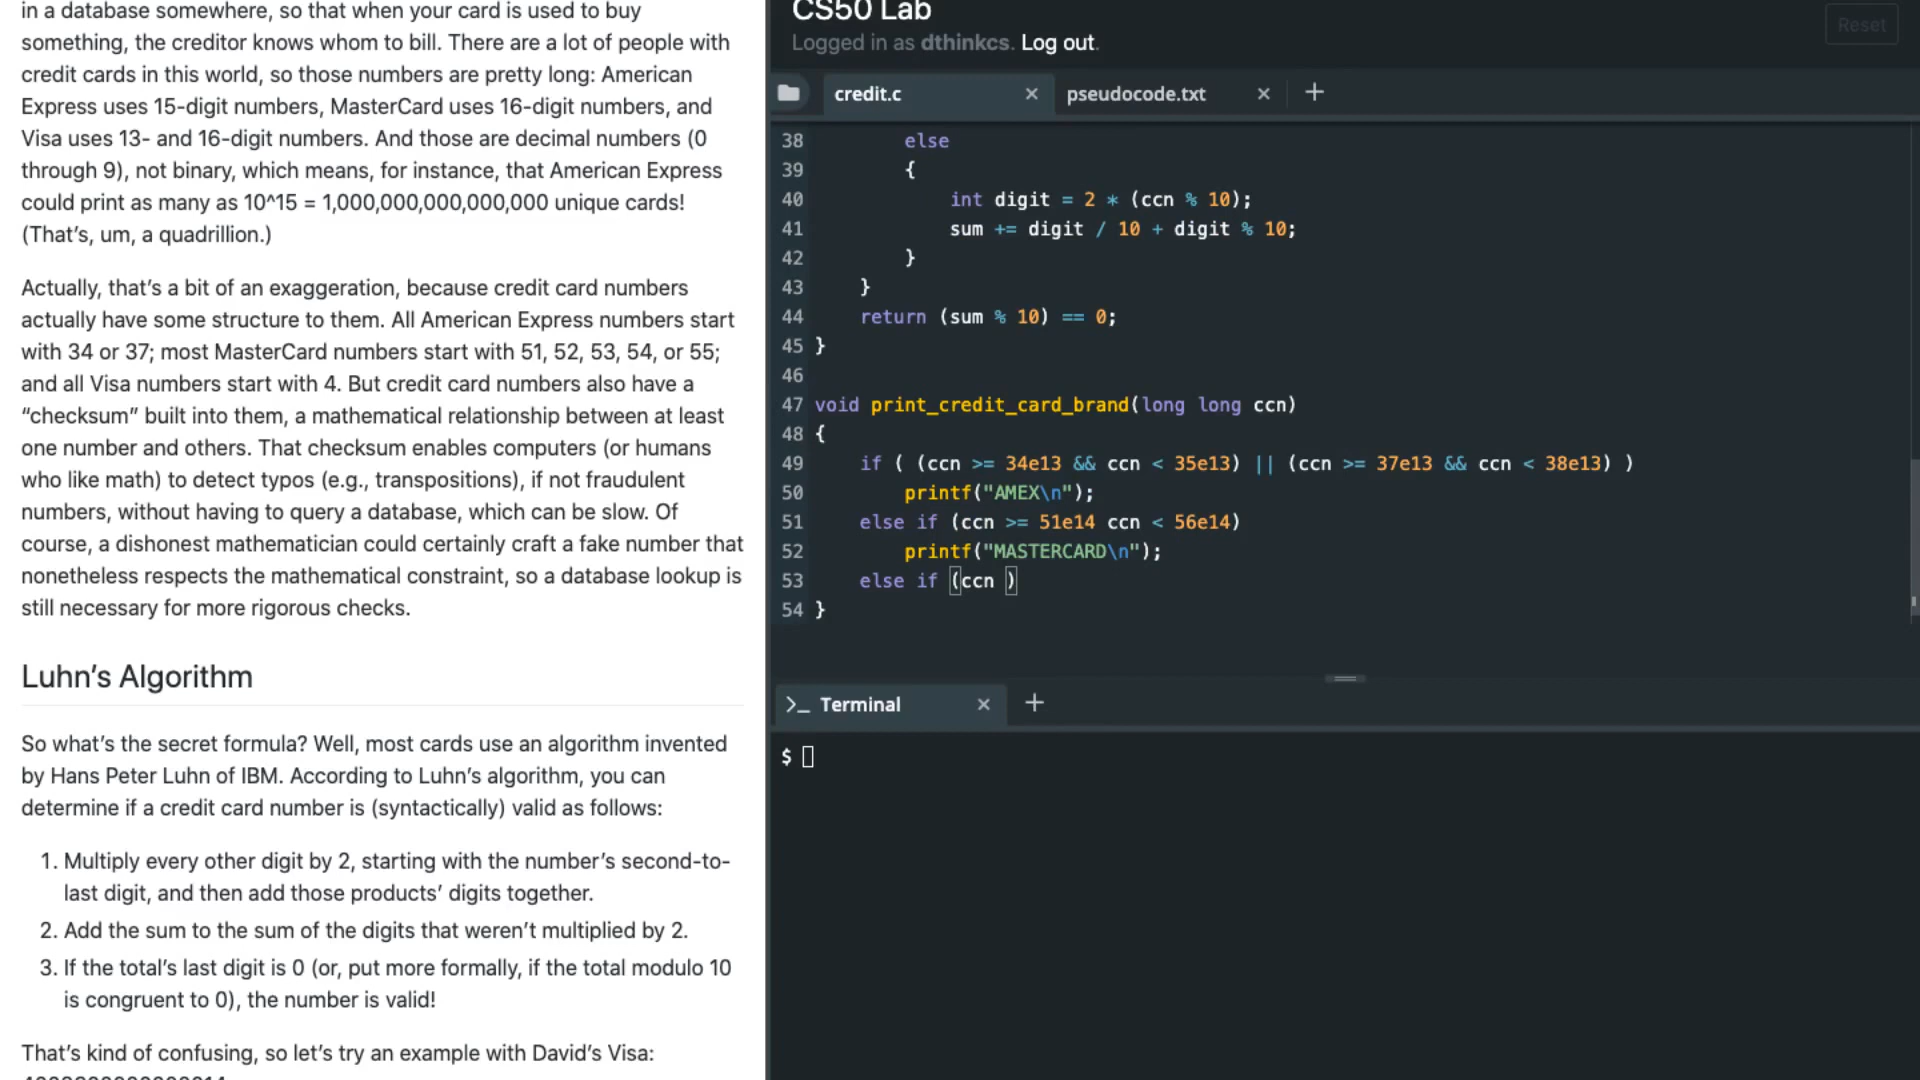 in a database somewhere, so that when your card is used to buy
something, the creditor knows whom to bill. There are a lot of people with
credit cards in this world, so those numbers are pretty long: American
Express uses 15-digit numbers, MasterCard uses 16-digit numbers, and
Visa uses 13- and 16-digit numbers. And those are decimal numbers (0
through 9), not binary, which means, for instance, that American Express
could print as many as 10^15 = 1,000,000,000,000,000 unique cards!
(That’s, um, a quadrillion.)
Actually, that’s a bit of an exaggeration, because credit card numbers
actually have some structure to them. All American Express numbers start
with 34 or 37; most MasterCard numbers start with 51, 52, 53, 54, or 55;
and all Visa numbers start with 4. But credit card numbers also have a
“checksum” built into them, a mathematical relationship between at least
one number and others. That checksum enables computers (or humans
who like math) to detect typos (e.g., transpositions), if not fraudulent
numbers, without having to query a database, which can be slow. Of
course, a dishonest mathematician could certainly craft a fake number that
nonetheless respects the mathematical constraint, so a database lookup is
still necessary for more rigorous checks.
Luhn’s Algorithm
So what’s the secret formula? Well, most cards use an algorithm invented
by Hans Peter Luhn of IBM. According to Luhn’s algorithm, you can
determine if a credit card number is (syntactically) valid as follows:
1. Multiply every other digit by 2, starting with the number’s second-to-
last digit, and then add those products’ digits together.
2. Add the sum to the sum of the digits that weren’t multiplied by 2.
3. If the total’s last digit is 0 (or, put more formally, if the total modulo 10
is congruent to 0), the number is valid!
That’s kind of confusing, so let’s try an example with David’s Visa:
CS50 Lab
Logged in as dthinkcs. Log out.
Reset
credit.c × pseudocode.txt × +
38 else
39 {
40 int digit = 2 * (ccn % 10);
41 sum += digit / 10 + digit % 10;
42 }
43 }
44 return (sum % 10) == 0;
45 }
46
47 void print_credit_card_brand(long long ccn)
48 {
49 if ( (ccn >= 34e13 && ccn < 35e13) || (ccn >= 37e13 && ccn < 38e13) )
50 printf("AMEX\n");
51 else if (ccn >= 51e14 ccn < 56e14)
52 printf("MASTERCARD\n");
53 else if (ccn )
54 }
>_ Terminal × +
$